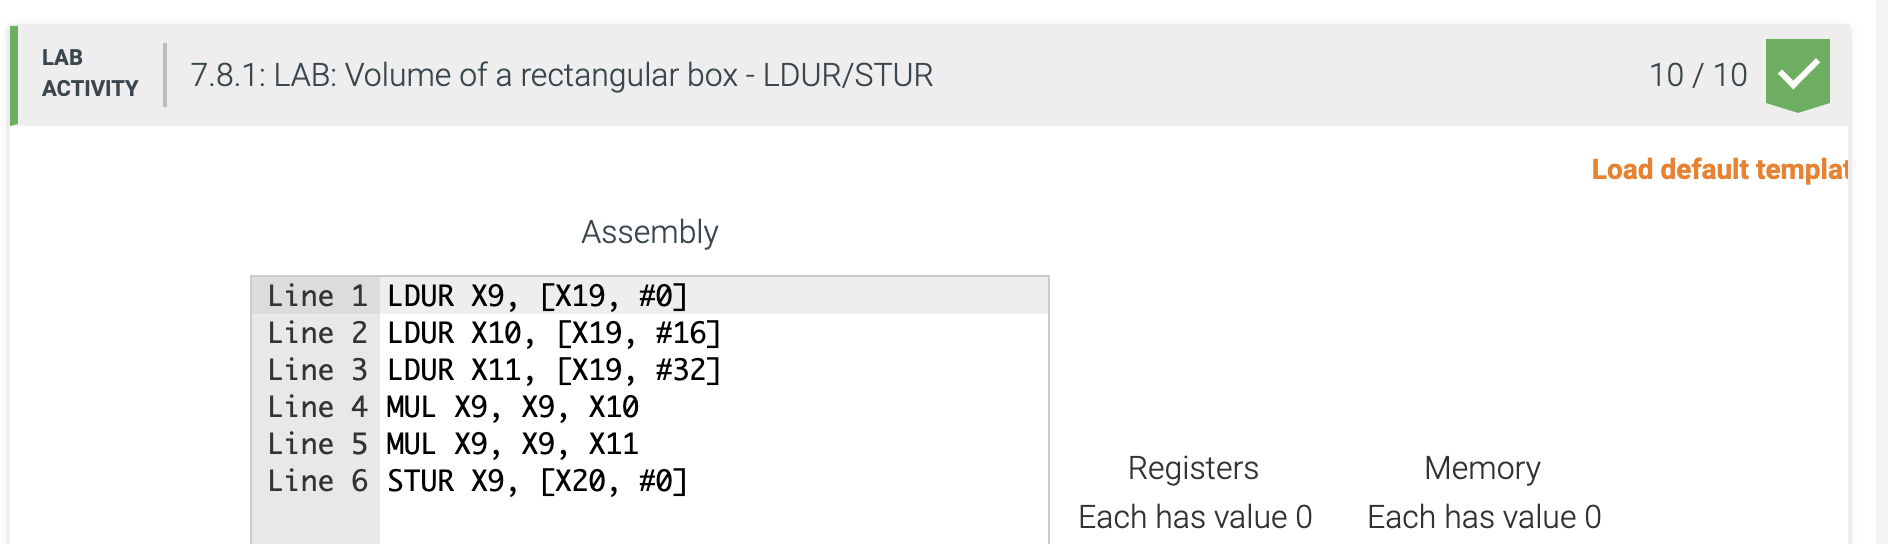 LAB
ACTIVITY
7.8.1: LAB: Volume of a rectangular box - LDUR/STUR
10 / 10
Load default templat
Assembly
Line 1 LDUR X9, [X19, #0]
Line 2 LDUR X10, [X19, #16]
Line 3 LDUR X11, [X19, #32]
Line 4 MUL X9, X9, X10
Line 5 MUL X9, X9, X11
Line 6 STUR X9, [X20, #0]
Registers
Memory
Each has value 0
Each has value 0